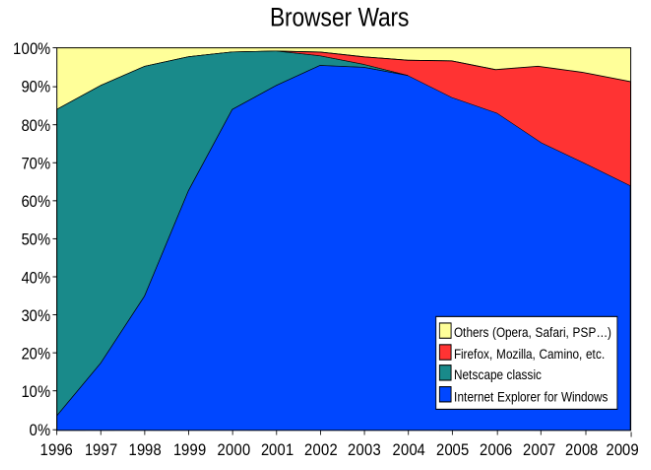 Browser Wars
100%
90%
80%
70%
60%
50%
40%
30%
20%
10%
0%
Others (Opera, Safari, PSP...)
Firefox, Mozilla, Camino, etc.
Netscape classic
Internet Explorer for Windows
1996 1997 1998 1999 2000 2001 2002 2003 2004 2005 2006 2007 2008 2009